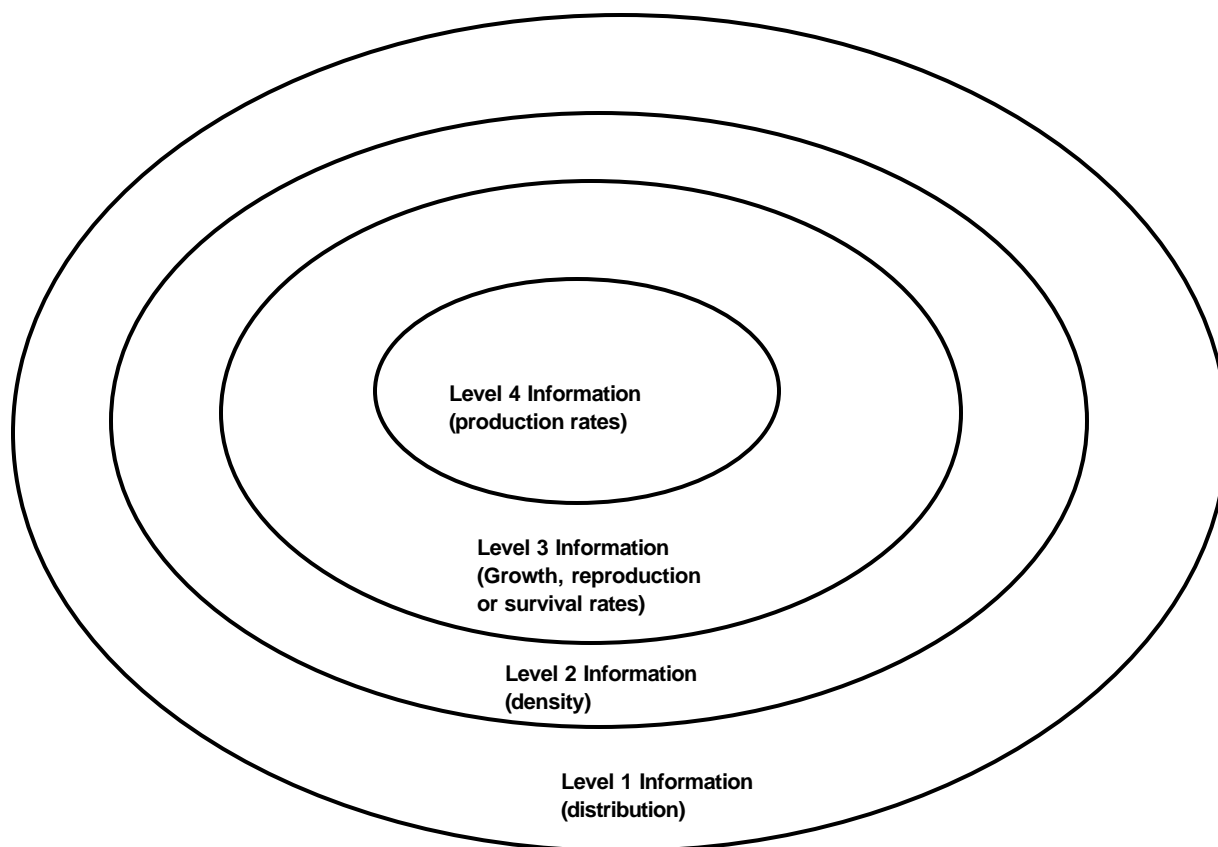 Level 4 Information
(production rates)
Level 3 Information
(Growth, reproduction
or survival rates)
Level 2 Information
(density)
Level 1 Information
(distribution)